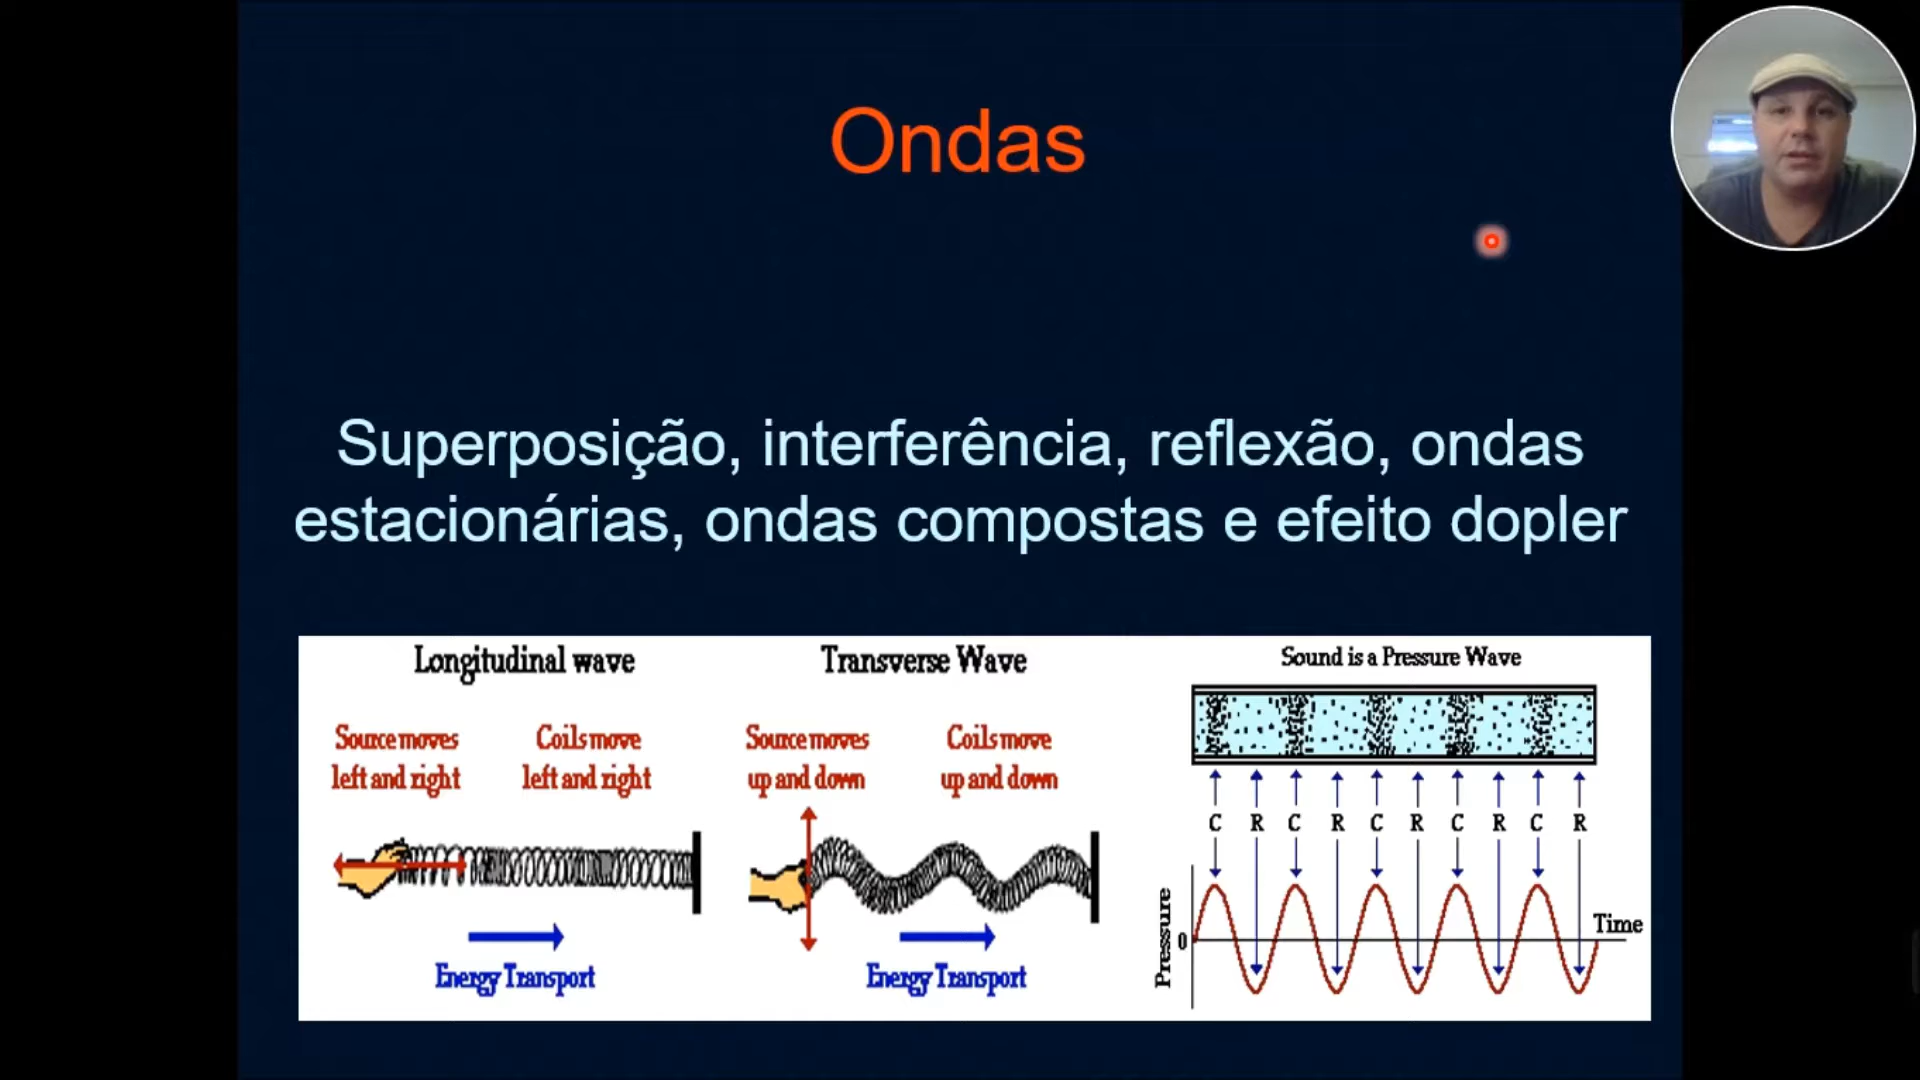 Ondas
Superposição, interferência, reflexão, ondas
estacionárias, ondas compostas e efeito dopler
Longitudinal wave
Source moves
left and right
Coils move
left and right
Energy Transport
Transverse Wave
Source moves
up and down
Coils move
up and down
Energy Transport
Sound is a Pressure Wave
C R C R C R C R C R
Pressure
0
Time